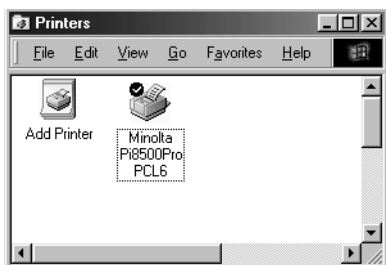 Printers
File Edit View Go Favorites Help
Add Printer
Minolta
Pi8500Pro
PCL6